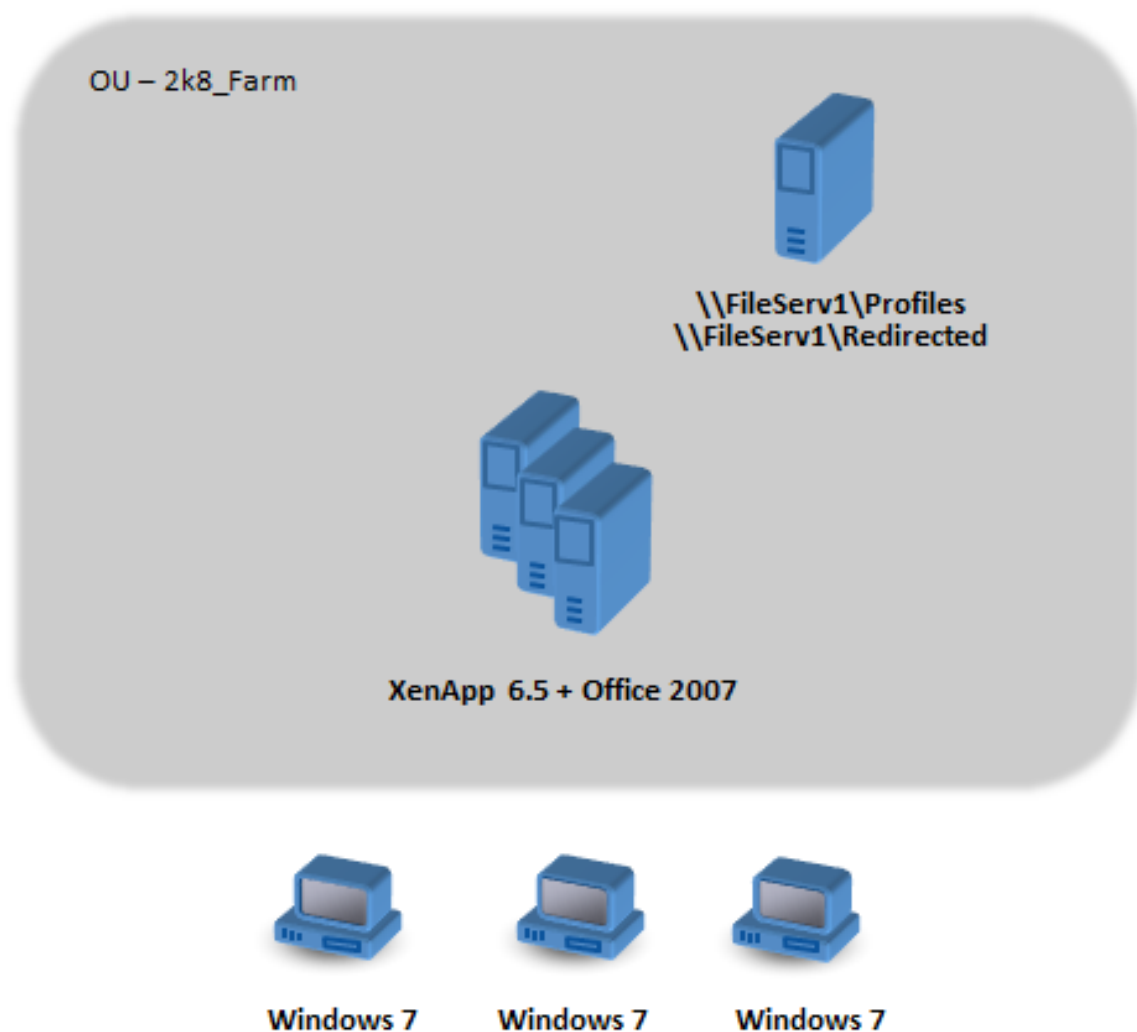 OU – 2k8_Farm
\\FileServ1\Profiles
\\FileServ1\Redirected
XenApp 6.5 + Office 2007
Windows 7 Windows 7 Windows 7